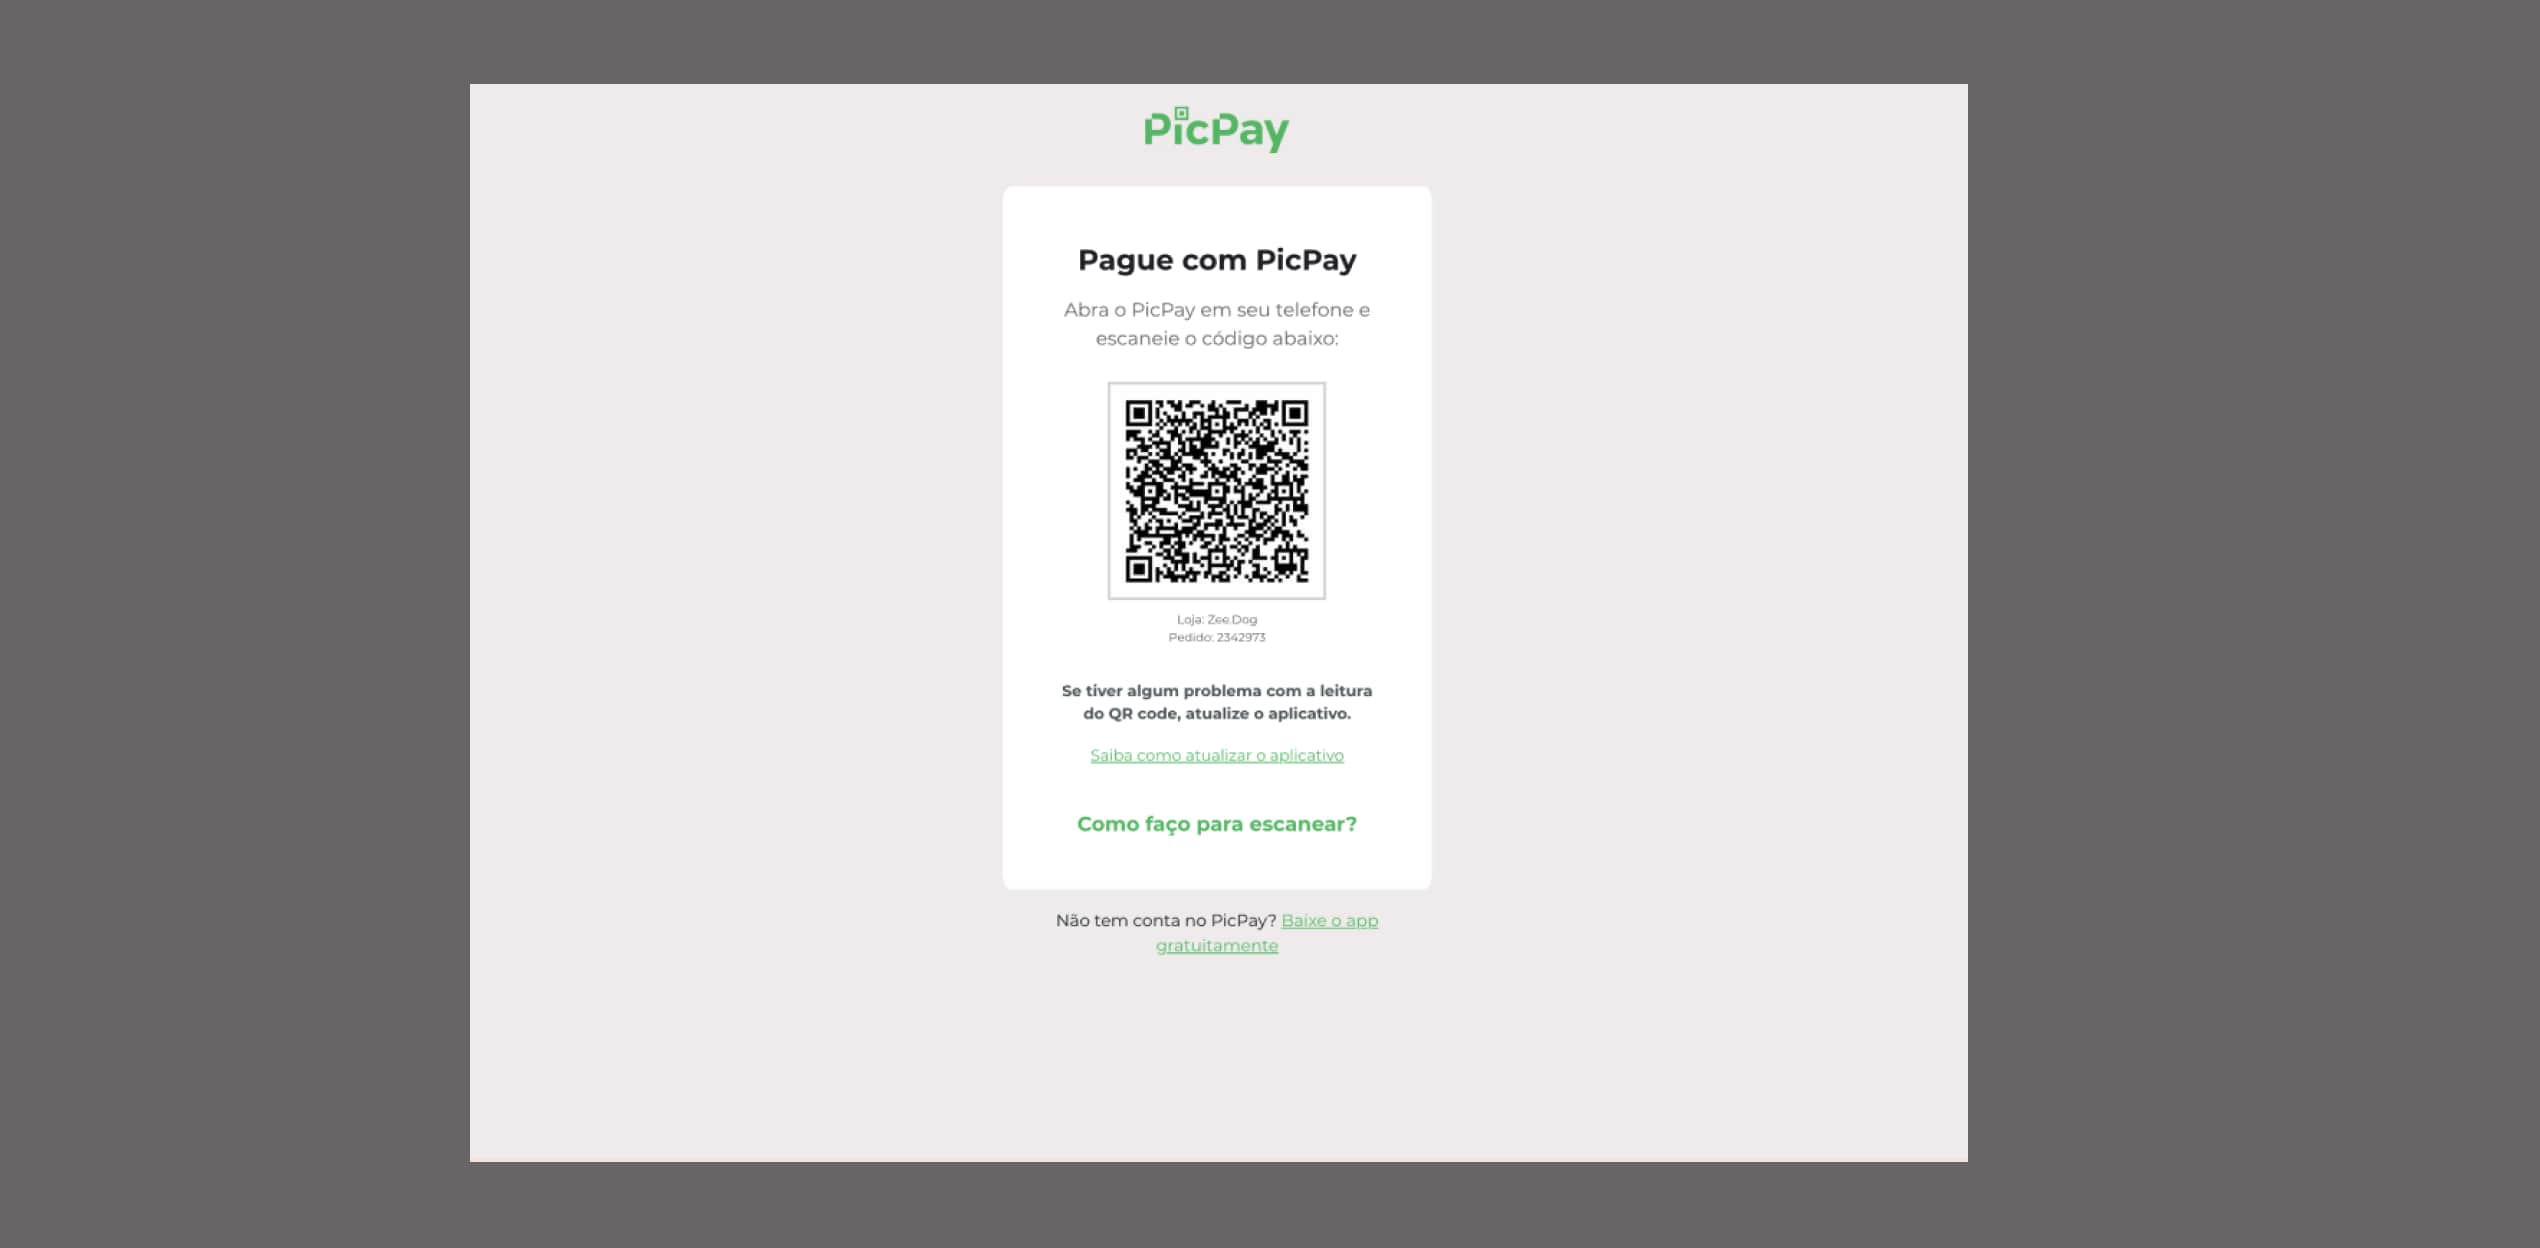 PicPay
Pague com PicPay
Abra o PicPay em seu telefone e
escaneie o código abaixo:
Loja: Zee.Dog
Pedido: 2342973
Se tiver algum problema com a leitura
do QR code, atualize o aplicativo.
Saiba como atualizar o aplicativo
Como faço para escanear?
Não tem conta no PicPay? Baixe o app
gratuitamente